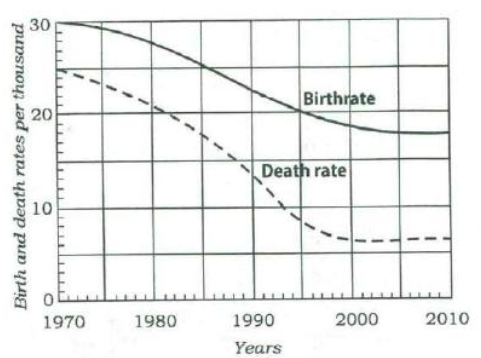 Birth and death rates per thousand
30
20
10
0
Birthrate
Death rate
1970 1980 1990 2000 2010
Years